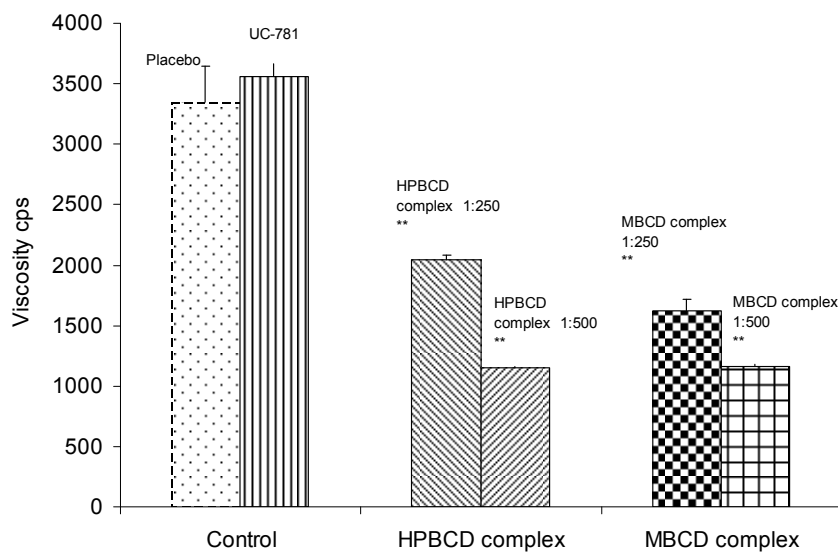 4000
3500
3000
2500
2000
1500
1000
500
0
Viscosity cps
Placebo
UC-781
HPBCD
complex 1:250
**
HPBCD
complex 1:500
**
MBCD complex
1:250
**
MBCD complex
1:500
**
Control
HPBCD complex
MBCD complex